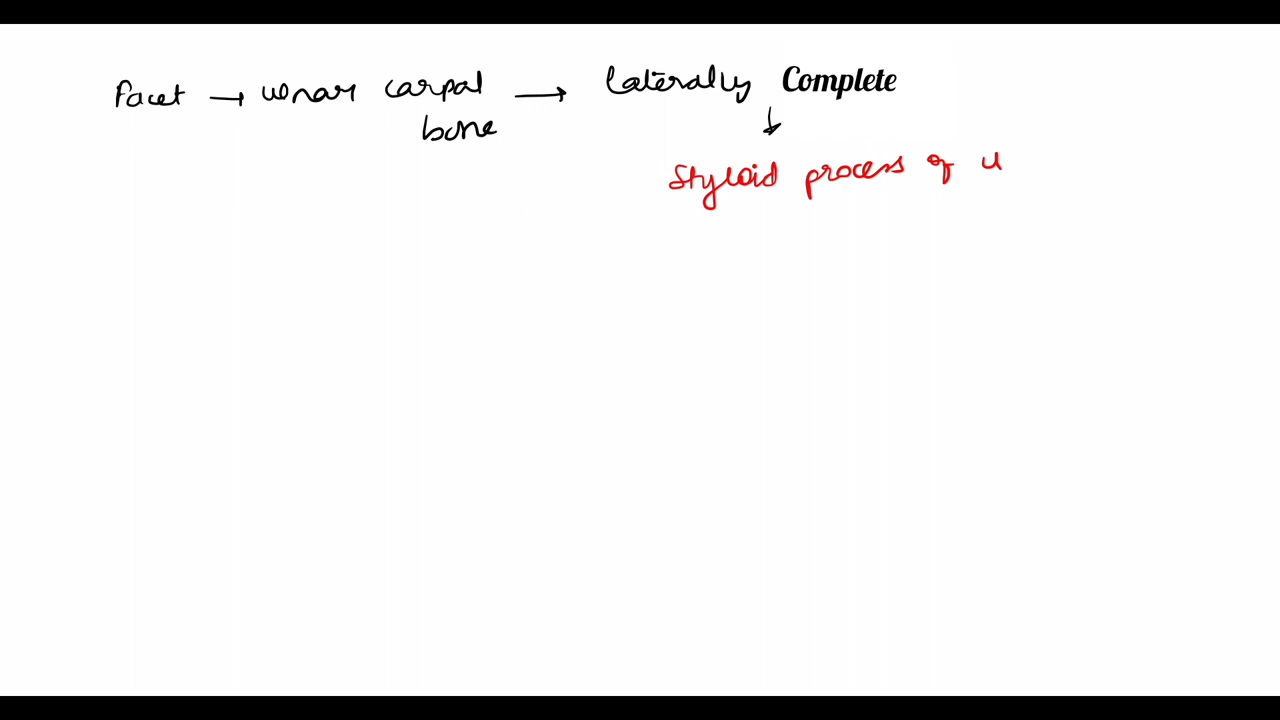 facet → ulnar carpal → laterally Complete
bone
↓
Styloid process of u